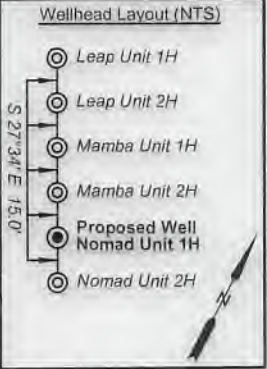 Wellhead Layout (NTS)
Leap Unit 1H
Leap Unit 2H
Mamba Unit 1H
Mamba Unit 2H
Proposed Well
Nomad Unit 1H
Nomad Unit 2H
S 27°34' E 15.0'
N